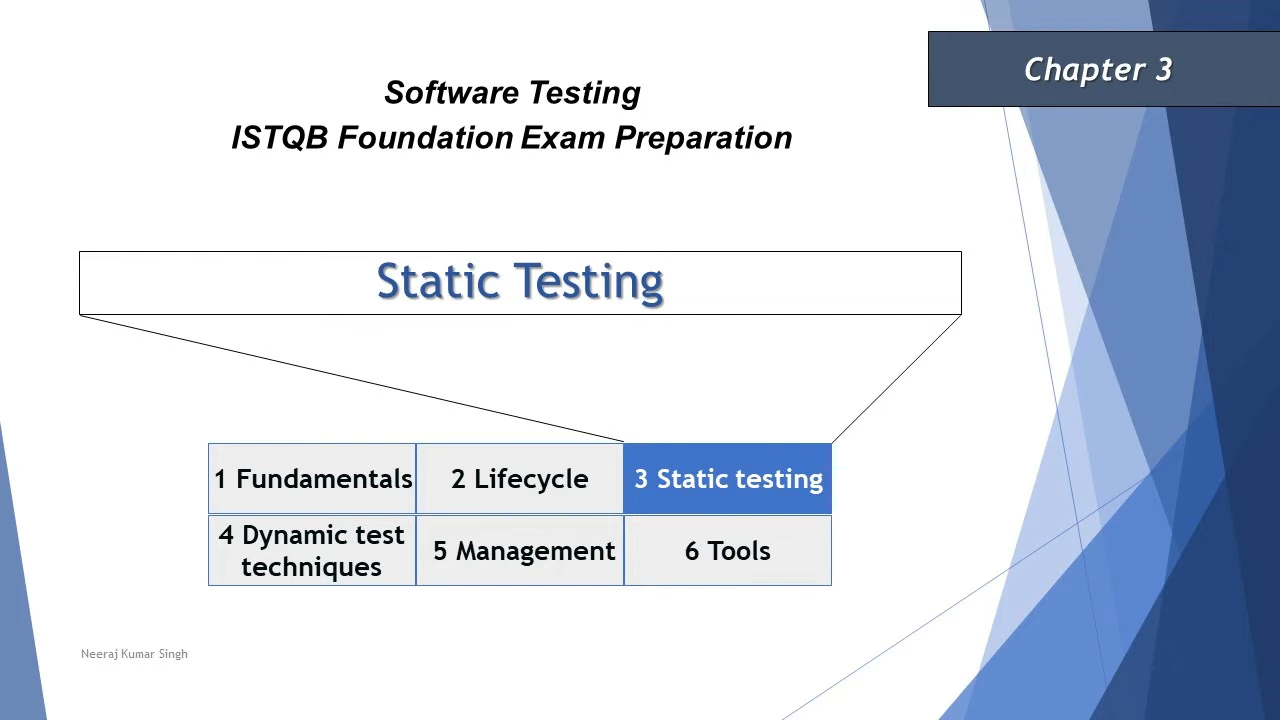 Chapter 3
Software Testing
ISTQB Foundation Exam Preparation
Static Testing
1 Fundamentals
2 Lifecycle
3 Static testing
4 Dynamic test
techniques
5 Management
6 Tools
Neeraj Kumar Singh